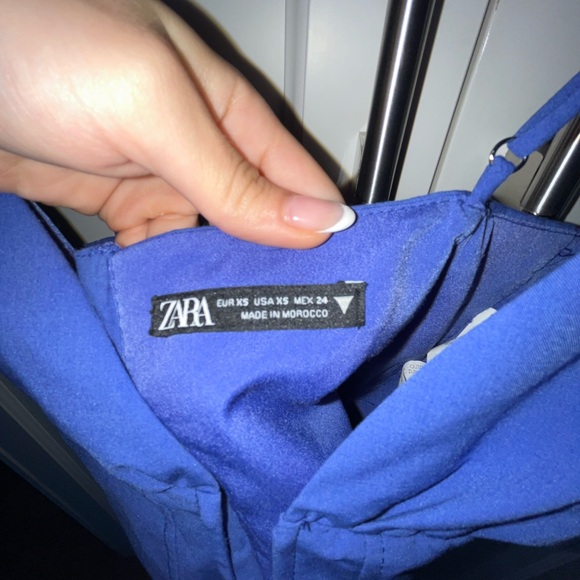 ZARA
EUR XS USA XS MEX 24
MADE IN MOROCCO